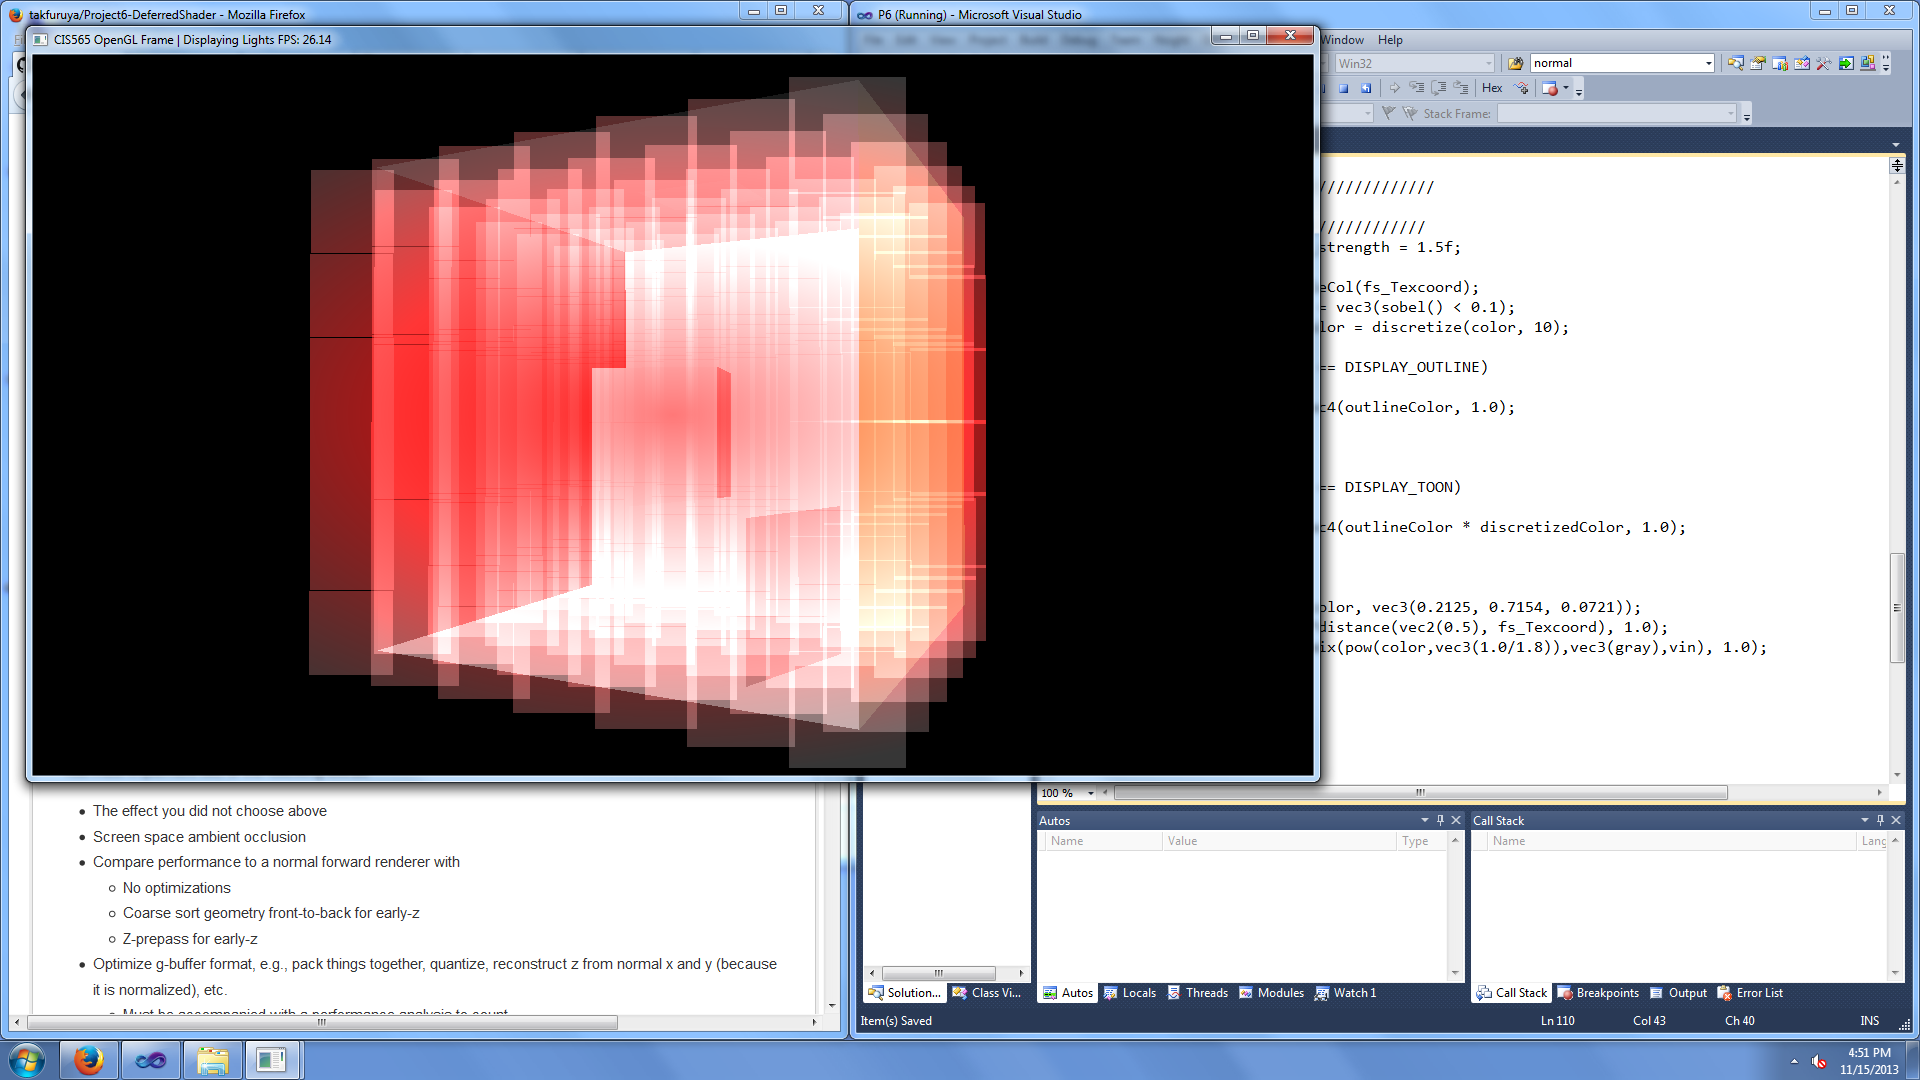 takfuruya/Project6-DeferredShader - Mozilla Firefox
P6 (Running) - Microsoft Visual Studio
CIS565 OpenGL Frame | Displaying Lights FPS: 26.14
Window Help
Win32
normal
Hex
Stack Frame:
/////////////
////////////
strength = 1.5f;
eCol(fs_Texcoord);
= vec3(sobel() < 0.1);
lor = discretize(color, 10);
== DISPLAY_OUTLINE)
c4(outlineColor, 1.0);
== DISPLAY_TOON)
c4(outlineColor * discretizedColor, 1.0);
olor, vec3(0.2125, 0.7154, 0.0721));
distance(vec2(0.5), fs_Texcoord), 1.0);
ix(pow(color,vec3(1.0/1.8)),vec3(gray),vin), 1.0);
100 %
The effect you did not choose above
Screen space ambient occlusion
Compare performance to a normal forward renderer with
No optimizations
Coarse sort geometry front-to-back for early-z
Z-prepass for early-z
Optimize g-buffer format, e.g., pack things together, quantize, reconstruct z from normal x and y (because
it is normalized), etc.
Must be accompanied with a performance analysis to count
Autos
Name Value Type
Call Stack
Name Lang
Solution... Class Vi...
Autos Locals Threads Modules Watch 1
Call Stack Breakpoints Output Error List
Item(s) Saved
Ln 110 Col 43 Ch 40 INS
4:51 PM
11/15/2013